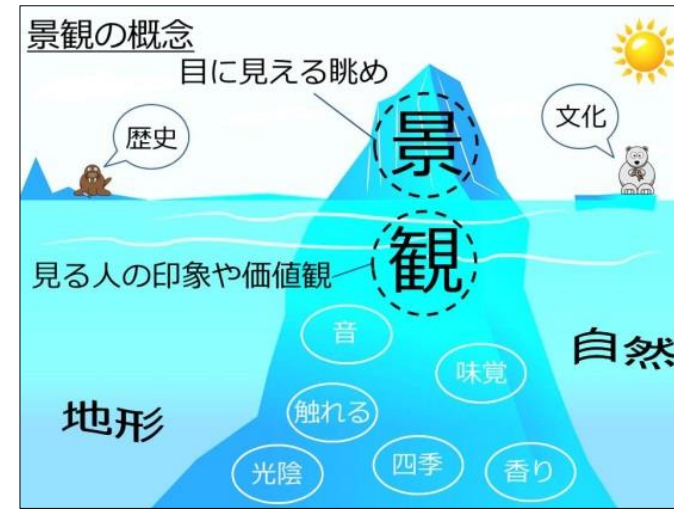 景観の概念
目に見える眺め
歴史
景
文化
観
見る人の印象や価値観
音
味覚
自然
地形
触れる
光陰
四季
香り